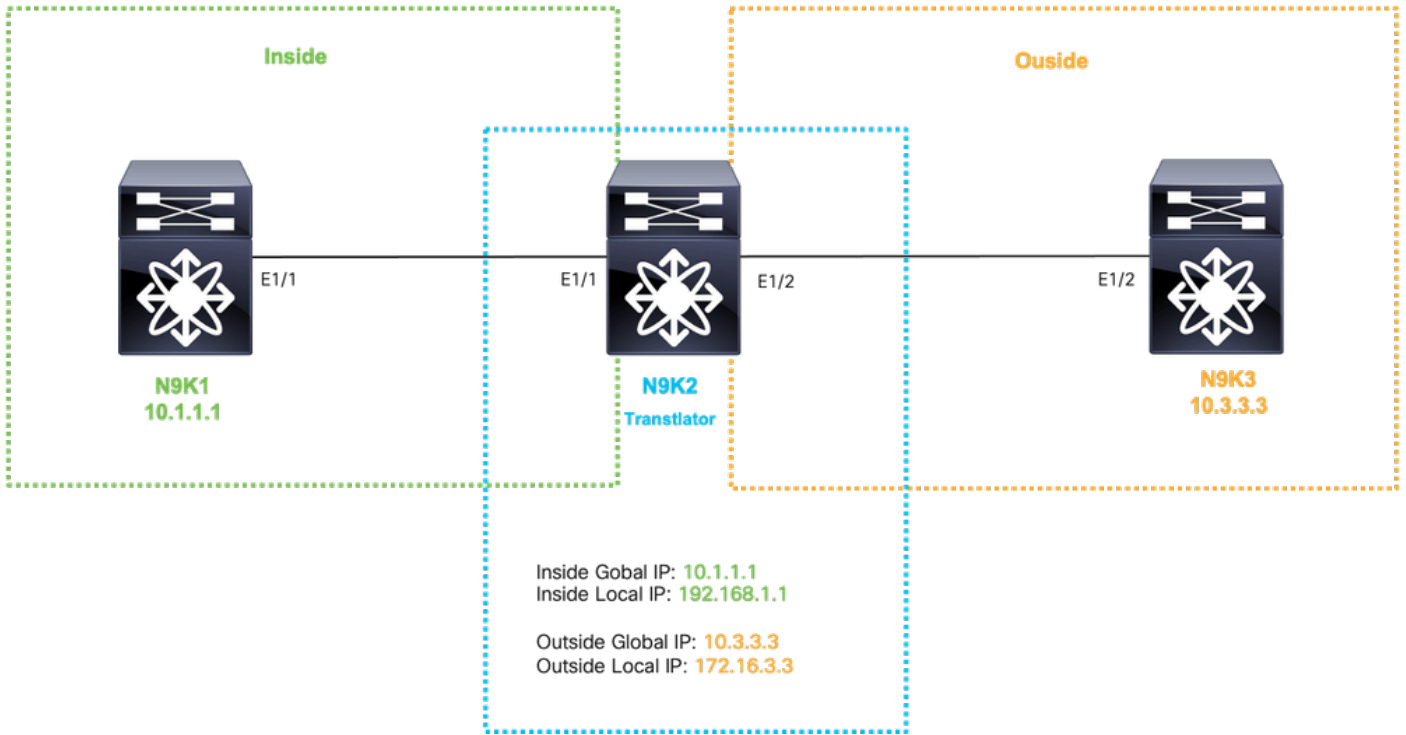 Inside
Ouside
E1/1
E1/1
E1/2
E1/2
N9K1
10.1.1.1
N9K2
Transtlator
N9K3
10.3.3.3
Inside Gobal IP: 10.1.1.1
Inside Local IP: 192.168.1.1
Outside Global IP: 10.3.3.3
Outside Local IP: 172.16.3.3